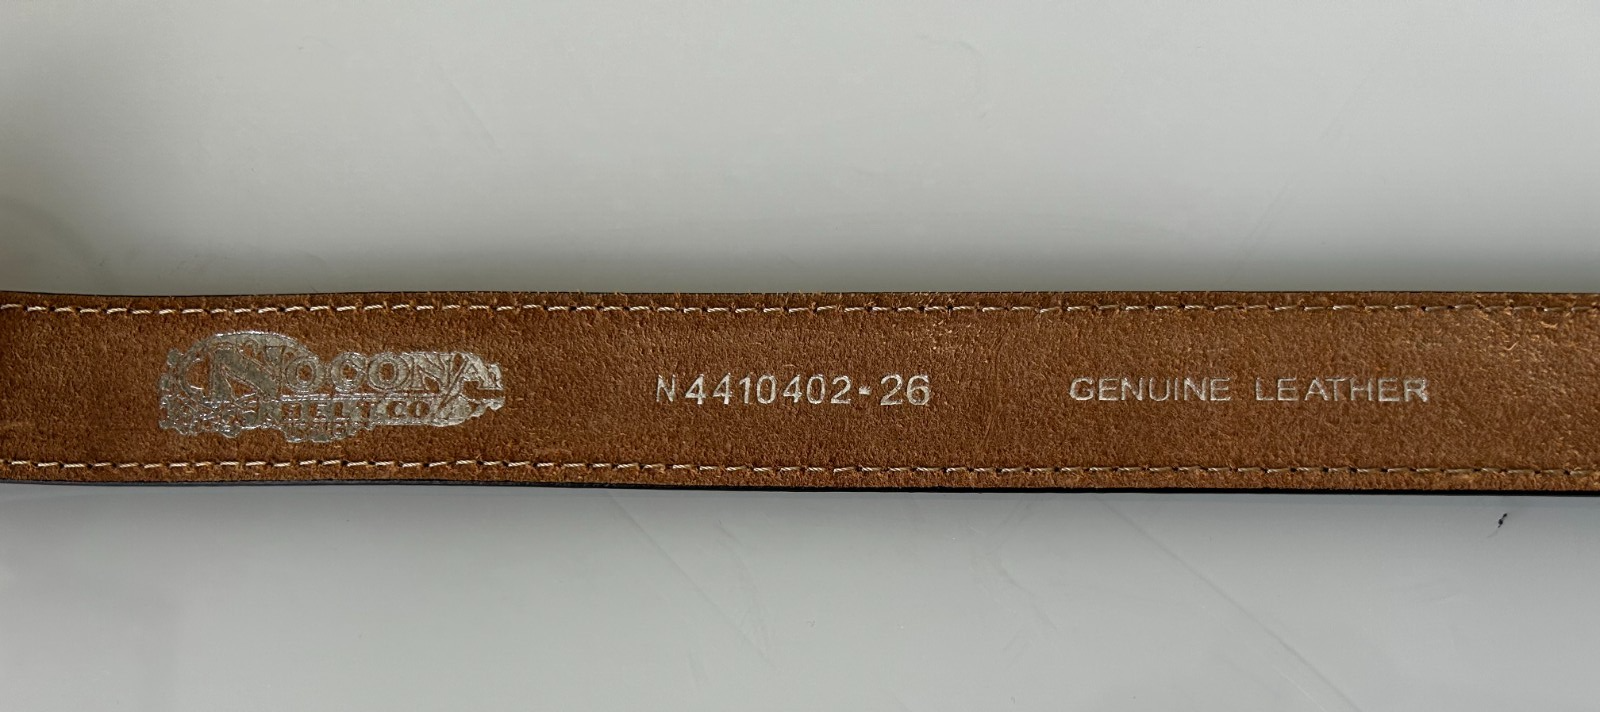 NOCONA
BELT CO.
N4410402-26
GENUINE LEATHER